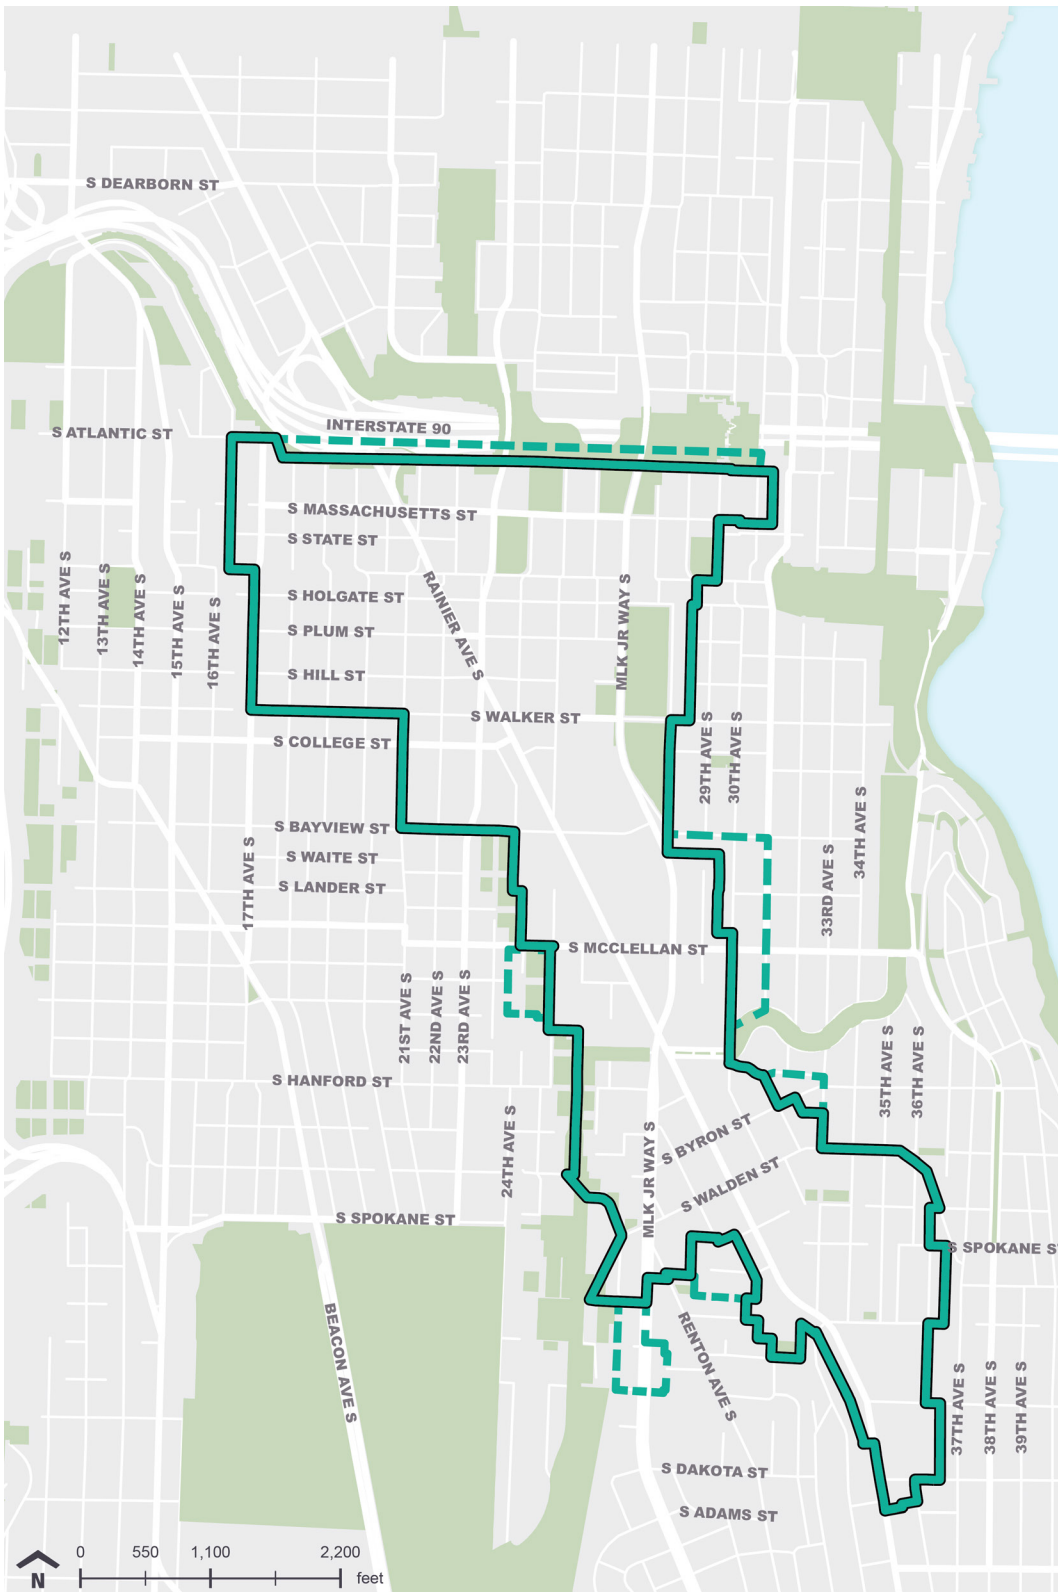 S DEARBORN ST
INTERSTATE 90
S ATLANTIC ST
S MASSACHUSETTS ST
S STATE ST
12TH AVE S
13TH AVE S
14TH AVE S
15TH AVE S
16TH AVE S
S HOLGATE ST
S PLUM ST
S HILL ST
RAINIER AVE S
MLK JR WAY S
S WALKER ST
S COLLEGE ST
29TH AVE S
30TH AVE S
34TH AVE S
33RD AVE S
S BAYVIEW ST
S WAITE ST
S LANDER ST
17TH AVE S
S MCCLELLAN ST
21ST AVE S
22ND AVE S
23RD AVE S
35TH AVE S
36TH AVE S
S HANFORD ST
24TH AVE S
S BYRON ST
S WALDEN ST
MLK JR WAY S
S SPOKANE ST
S SPOKANE ST
BEACON AVE S
RENTON AVE S
37TH AVE S
38TH AVE S
39TH AVE S
S DAKOTA ST
S ADAMS ST
0 550 1,100 2,200
feet
N